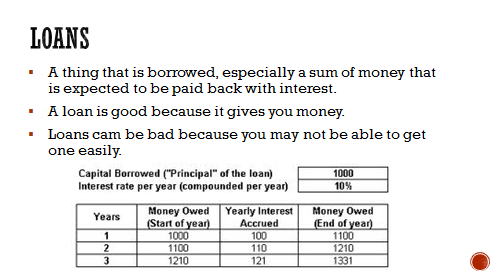 LOANS
▪ A thing that is borrowed, especially a sum of money that
is expected to be paid back with interest.
▪ A loan is good because it gives you money.
▪ Loans cam be bad because you may not be able to get
one easily.
Capital Borrowed ("Principal" of the loan) 1000
Interest rate per year (compounded per year) 10%
Years Money Owed (Start of year) Yearly Interest Accrued Money Owed (End of year)
1 1000 100 1100
2 1100 110 1210
3 1210 121 1331